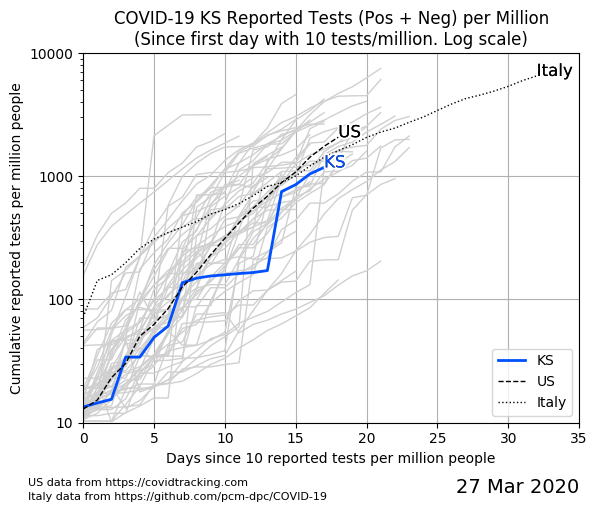 COVID-19 KS Reported Tests (Pos + Neg) per Million
(Since first day with 10 tests/million. Log scale)
Cumulative reported tests per million people
10000
1000
100
10
Italy
US
KS
KS
US
Italy
0 5 10 15 20 25 30 35
Days since 10 reported tests per million people
US data from https://covidtracking.com
Italy data from https://github.com/pcm-dpc/COVID-19
27 Mar 2020